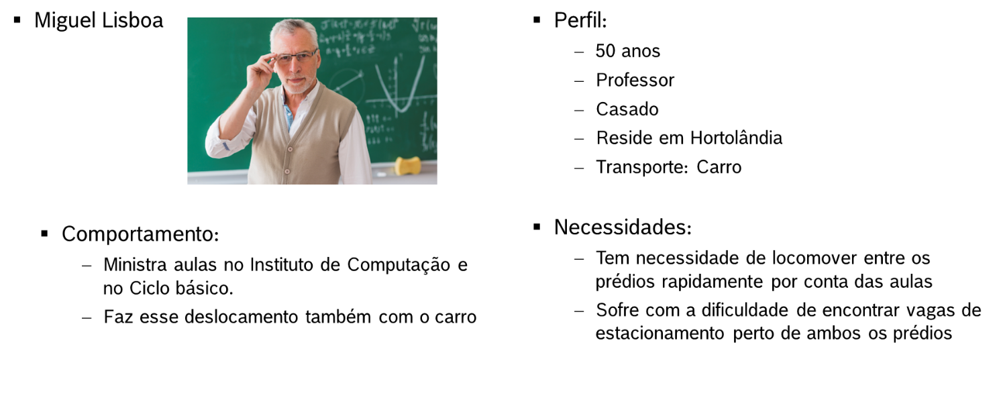 ▪ Miguel Lisboa
▪ Perfil:
– 50 anos
– Professor
– Casado
– Reside em Hortolândia
– Transporte: Carro
▪ Comportamento:
– Ministra aulas no Instituto de Computação e
no Ciclo básico.
– Faz esse deslocamento também com o carro
▪ Necessidades:
– Tem necessidade de locomover entre os
prédios rapidamente por conta das aulas
– Sofre com a dificuldade de encontrar vagas de
estacionamento perto de ambos os prédios